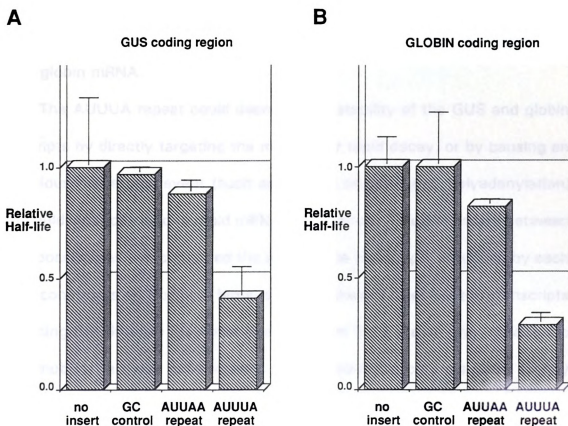 A
GUS coding region
1.0
Relative
Half-life
0.5
0.0
no
insert
GC
control
AUUAA
repeat
AUUUA
repeat
B
GLOBIN coding region
1.0
Relative
Half-life
0.5
0.0
no
insert
GC
control
AUUAA
repeat
AUUUA
repeat